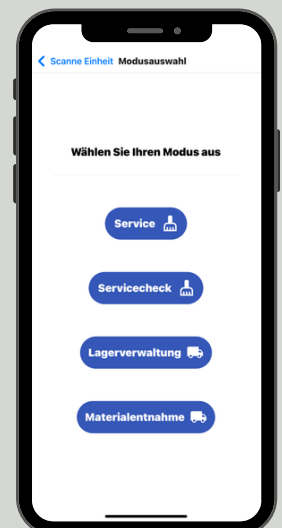 Scanne Einheit Modusauswahl
Wählen Sie Ihren Modus aus
Service
Servicecheck
Lagerverwaltung
Materialentnahme